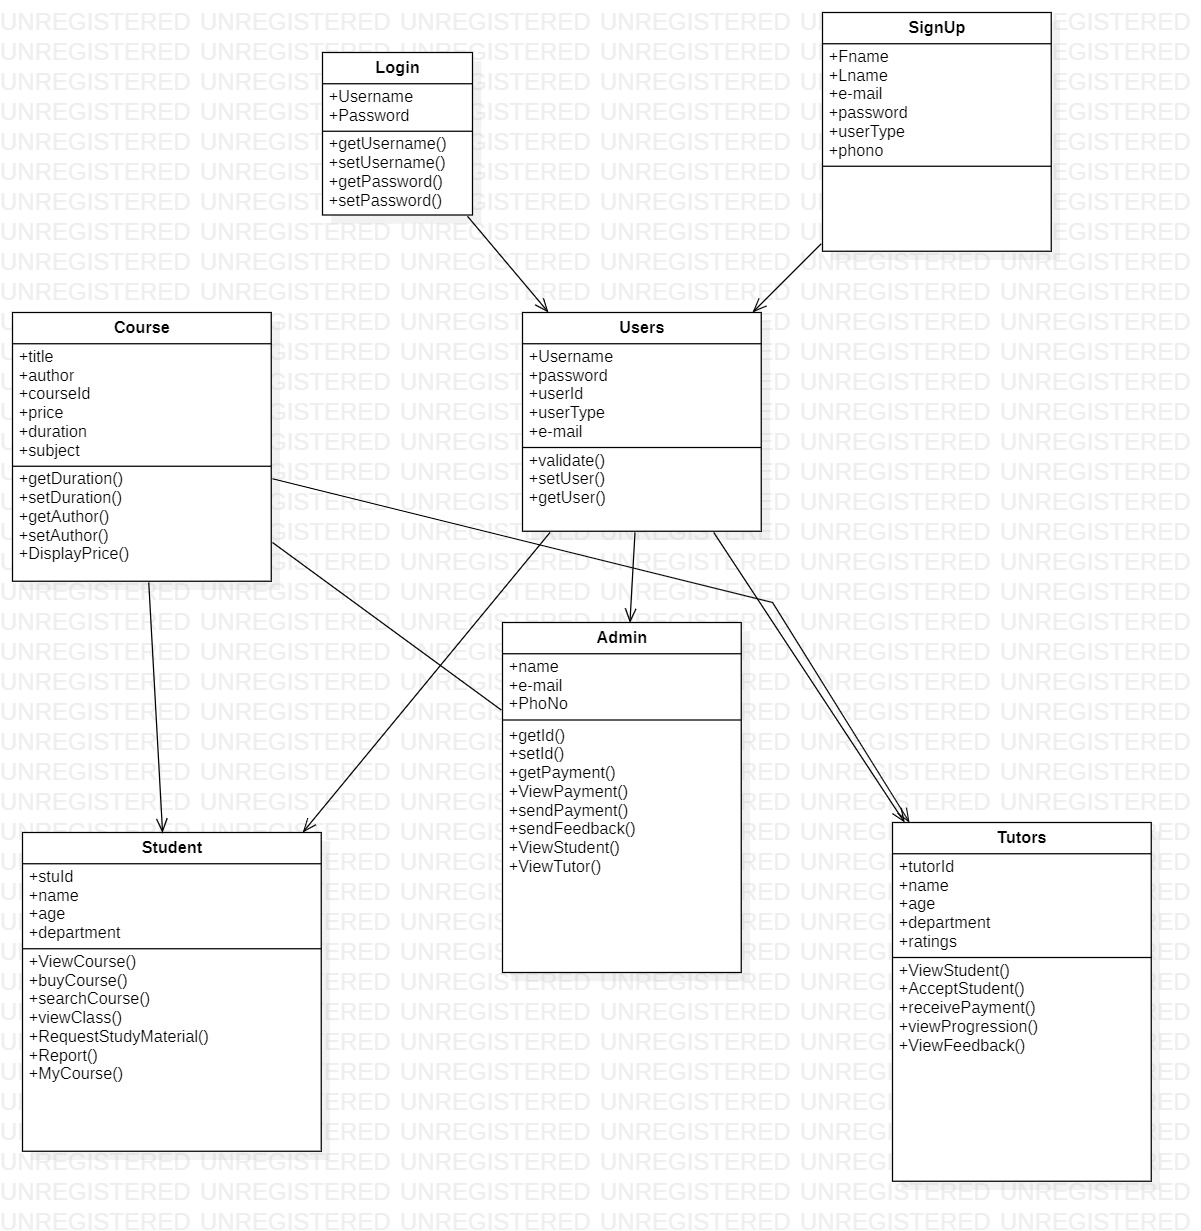 SignUp
+Fname
+Lname
+e-mail
+password
+userType
+phono
Login
+Username
+Password
+getUsername()
+setUsername()
+getPassword()
+setPassword()
Course
+title
+author
+courseId
+price
+duration
+subject
+getDuration()
+setDuration()
+getAuthor()
+setAuthor()
+DisplayPrice()
Users
+Username
+password
+userId
+userType
+e-mail
+validate()
+setUser()
+getUser()
Admin
+name
+e-mail
+PhoNo
+getId()
+setId()
+getPayment()
+ViewPayment()
+sendPayment()
+sendFeedback()
+ViewStudent()
+ViewTutor()
Student
+stuId
+name
+age
+department
+ViewCourse()
+buyCourse()
+searchCourse()
+viewClass()
+RequestStudyMaterial()
+Report()
+MyCourse()
Tutors
+tutorId
+name
+age
+department
+ratings
+ViewStudent()
+AcceptStudent()
+receivePayment()
+viewProgression()
+ViewFeedback()
UNREGISTERED UNREGISTERED UNREGISTERED UNREGISTERED UNREGISTERED UNREGISTERED